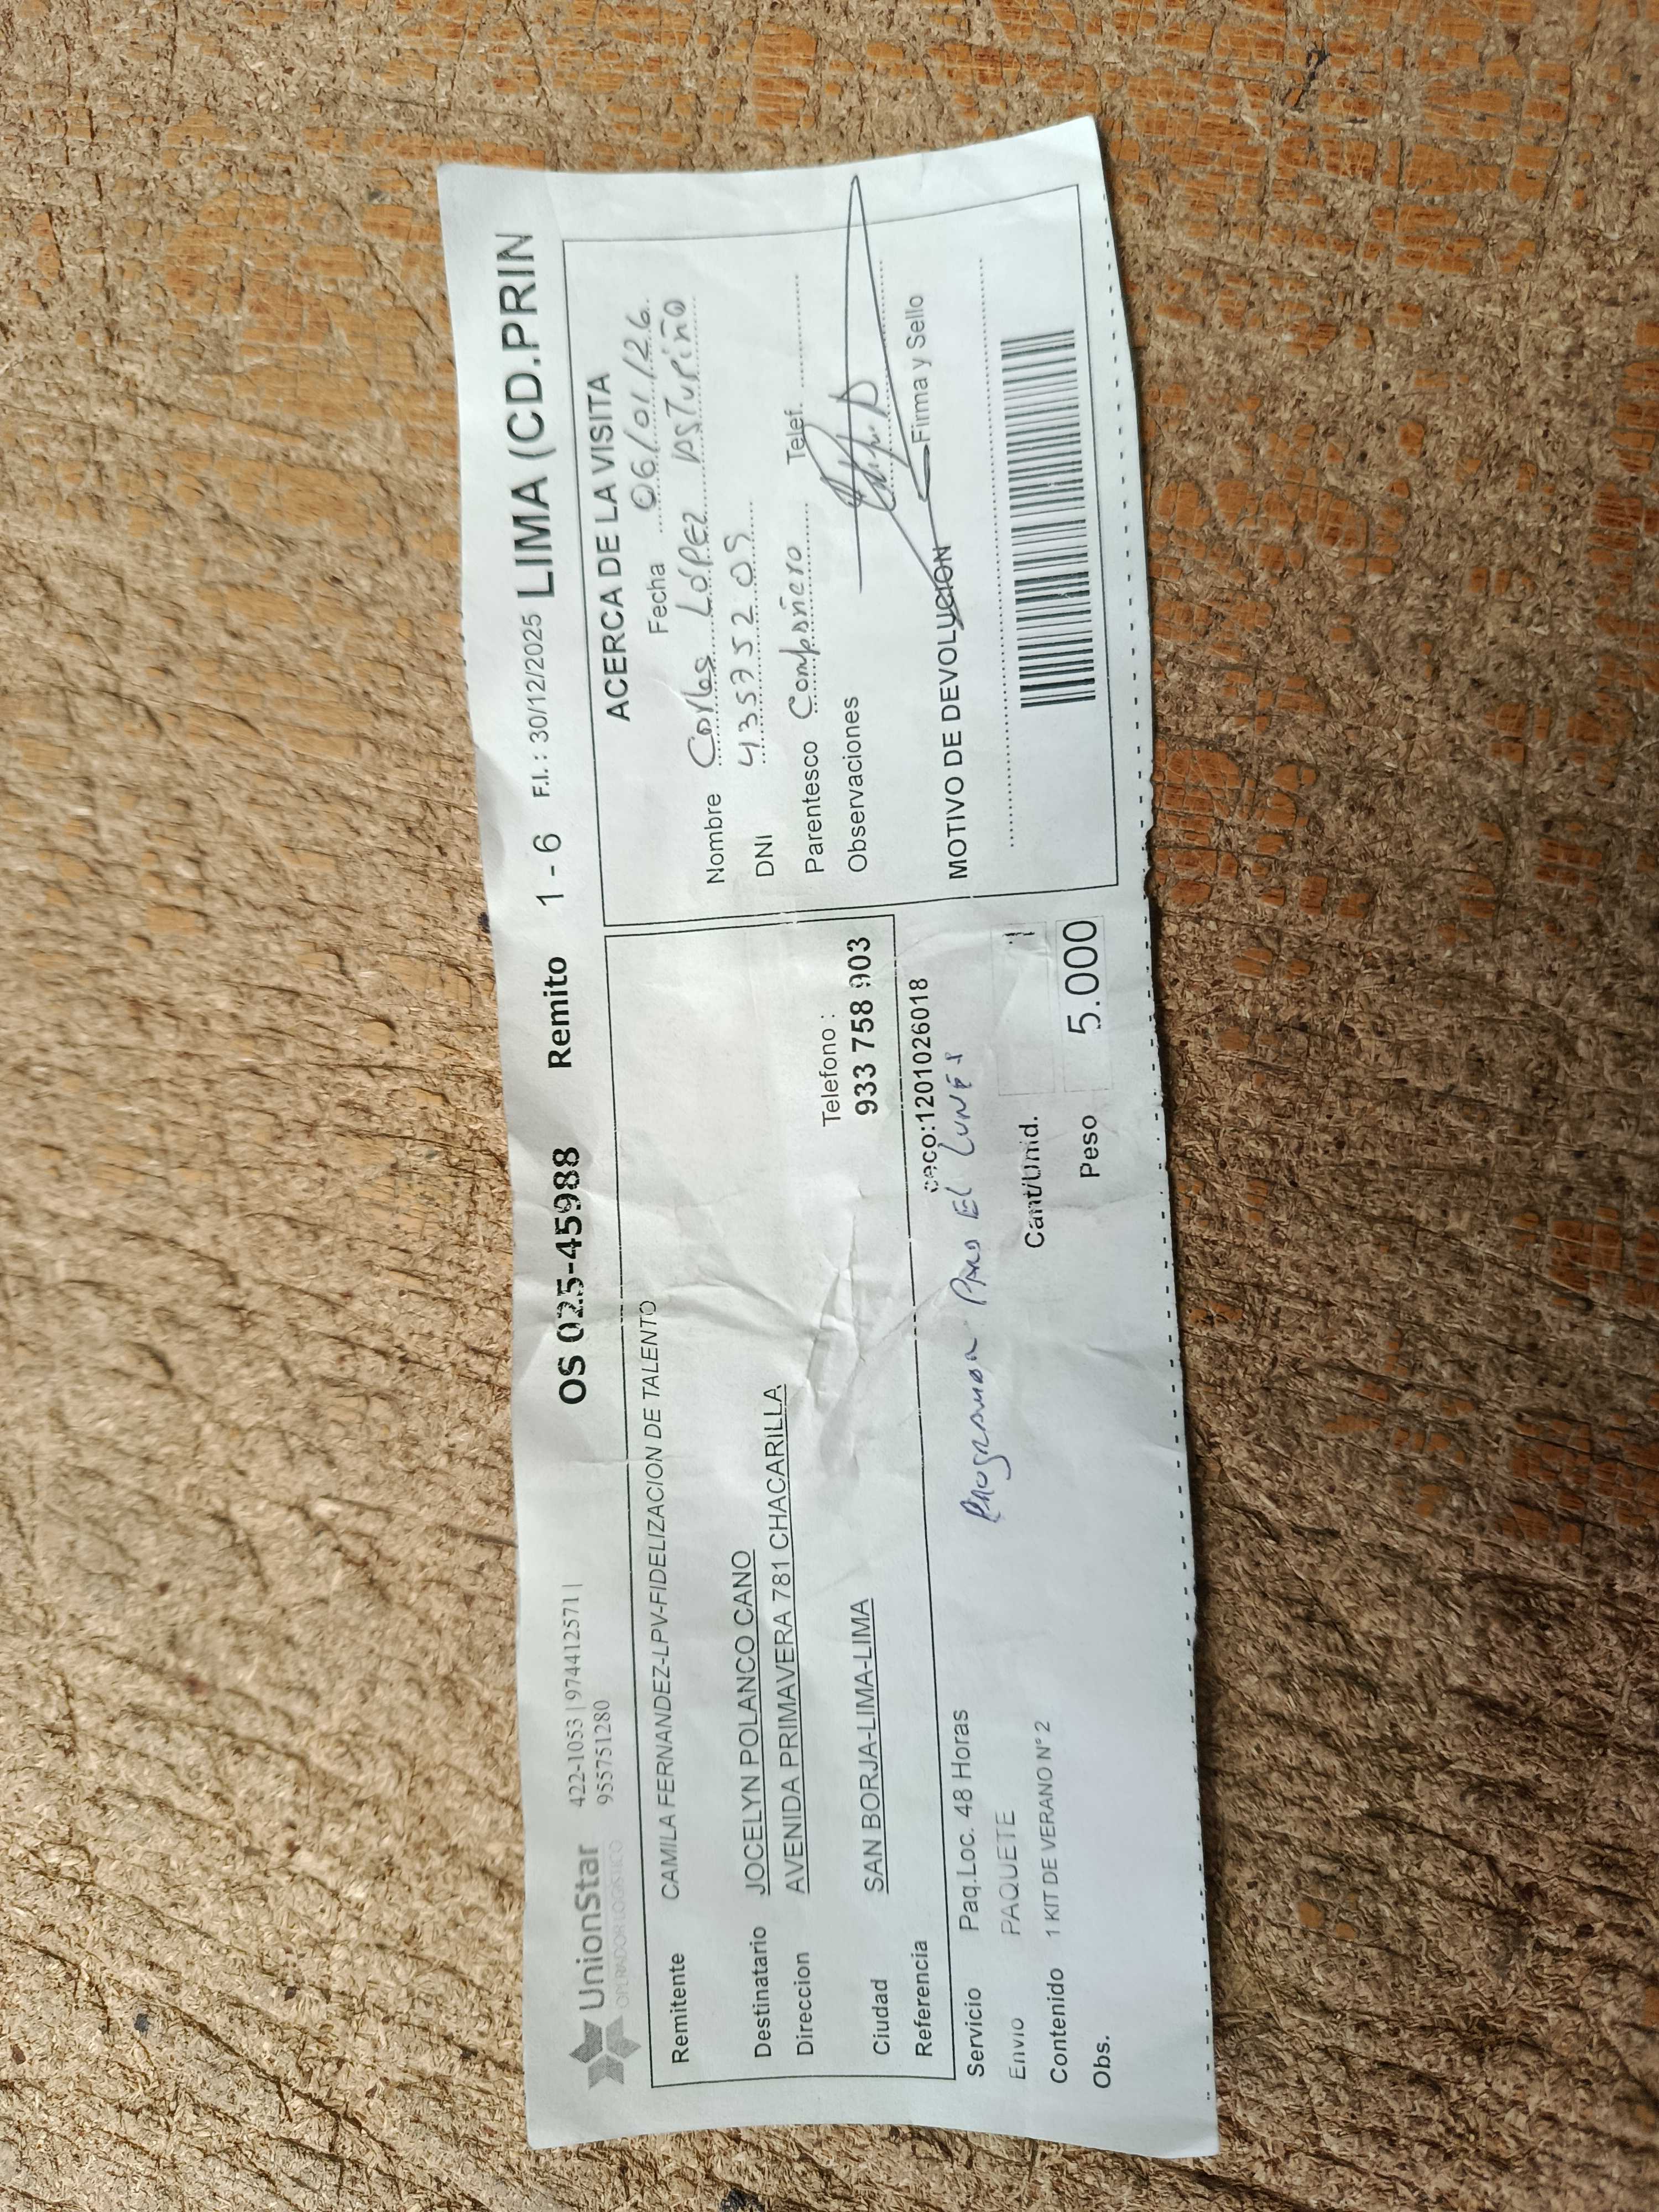 UnionStar
OPERADOR LOGISTICO
422-1053 | 974412571 |
955751280
OS 025-45988 Remito 1 - 6 F.I. : 30/12/2025 LIMA (CD.PRIN
Remitente CAMILA FERNANDEZ-LPV-FIDELIZACION DE TALENTO
Destinatario JOCELYN POLANCO CANO
Direccion AVENIDA PRIMAVERA 781 CHACARILLA
Telefono :
Ciudad SAN BORJA-LIMA-LIMA 933 758 903
Referencia ceco:1201026018
Servicio Paq.Loc. 48 Horas
Programada Para El Lunes
Envio PAQUETE
Contenido 1 KIT DE VERANO N° 2
Cant/Unid. 1
Obs.
Peso 5.000
ACERCA DE LA VISITA
Fecha 06/01/26
Nombre Carlos López Asturiño
DNI 43575209
Parentesco Compañero Telef.
Observaciones
Firma y Sello
MOTIVO DE DEVOLUCION